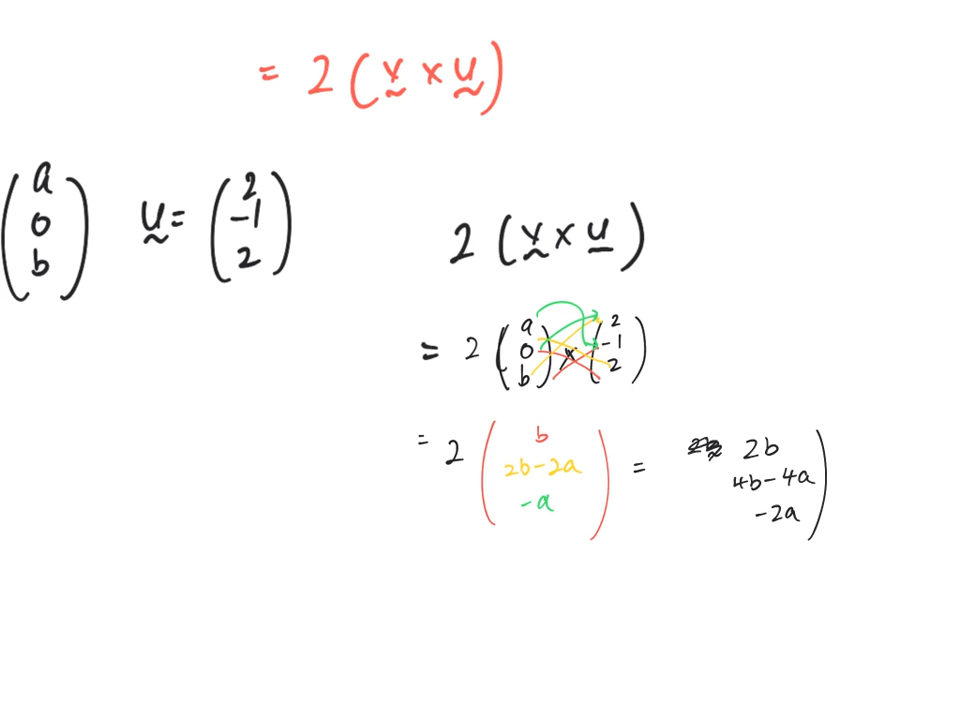 = 2 (v × u)
(a 0 b) u = (2 -1 2)
2 (v × u)
= 2 (a 0 b) × (2 -1 2)
= 2 (b 2b-2a -a) = 2b 4b-4a -2a)